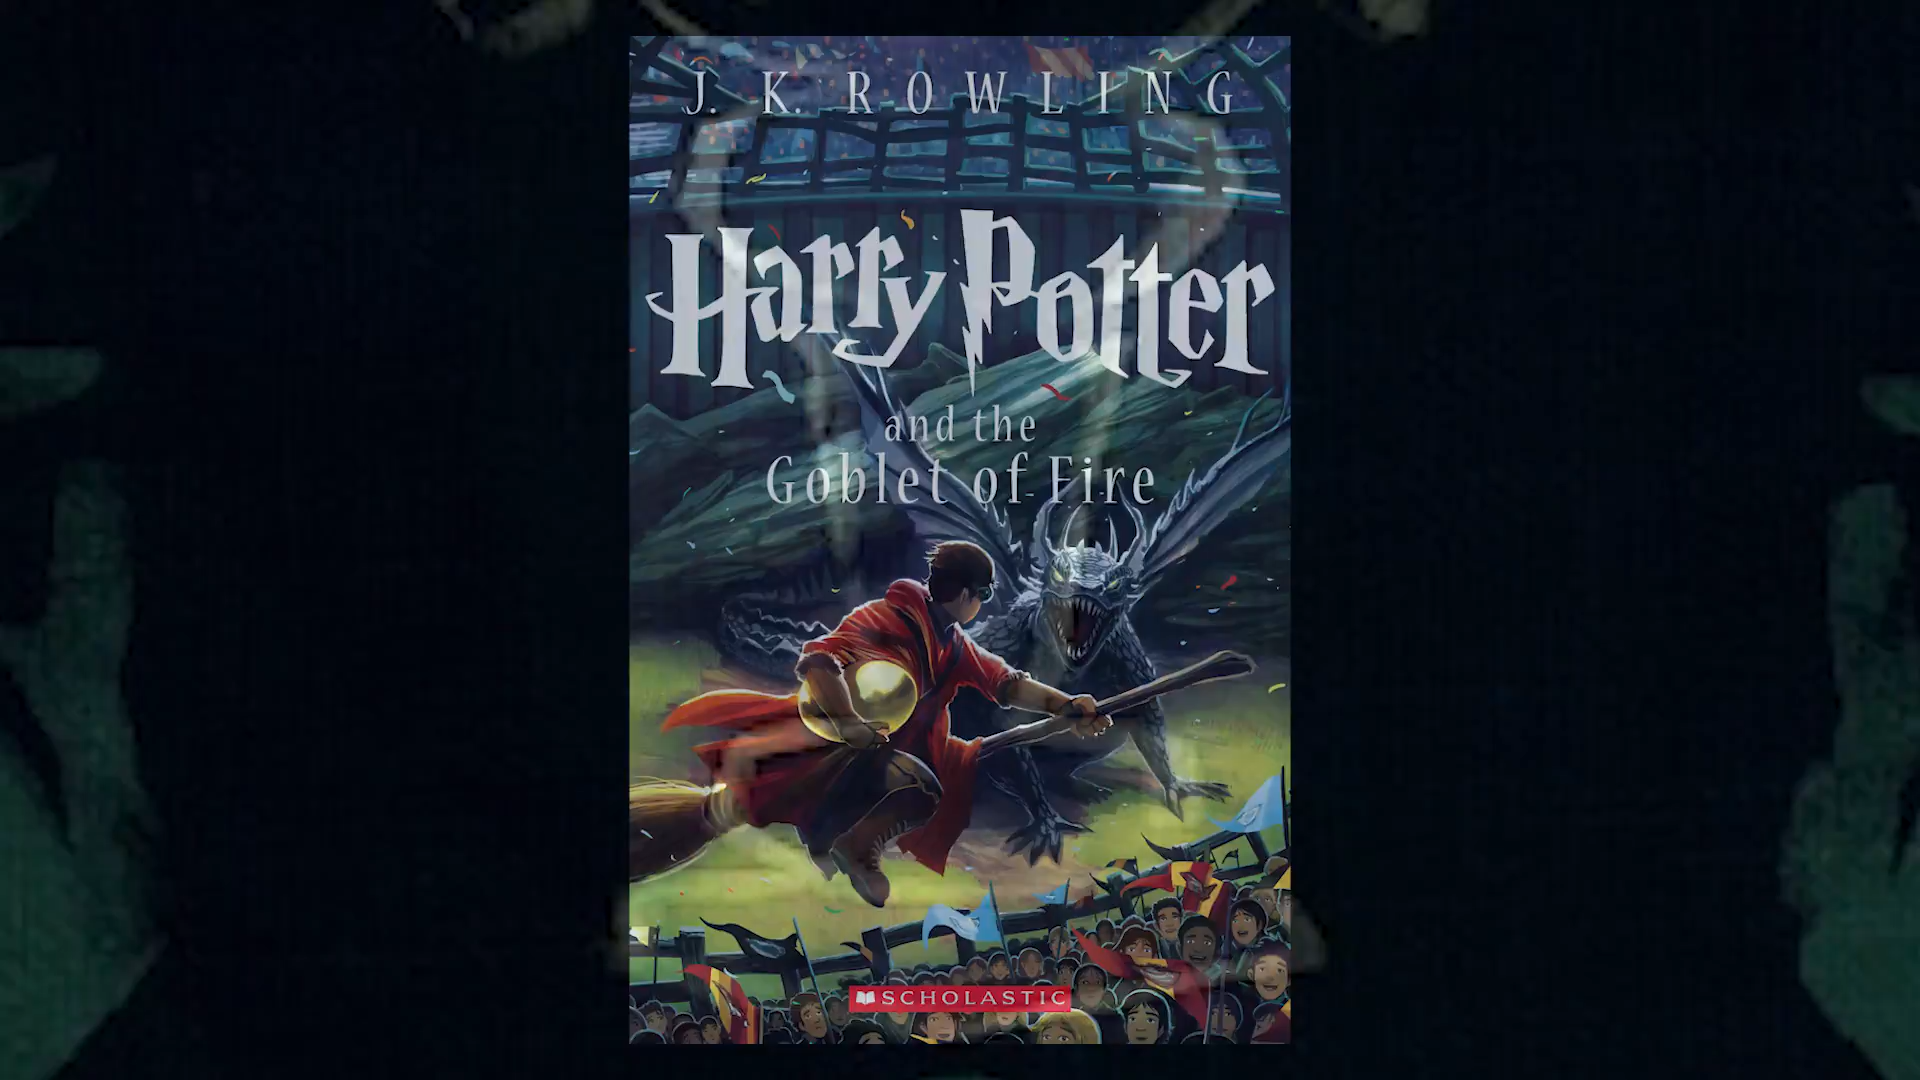 J. K. ROWLING
Harry Potter
and the
Goblet of Fire
SCHOLASTIC